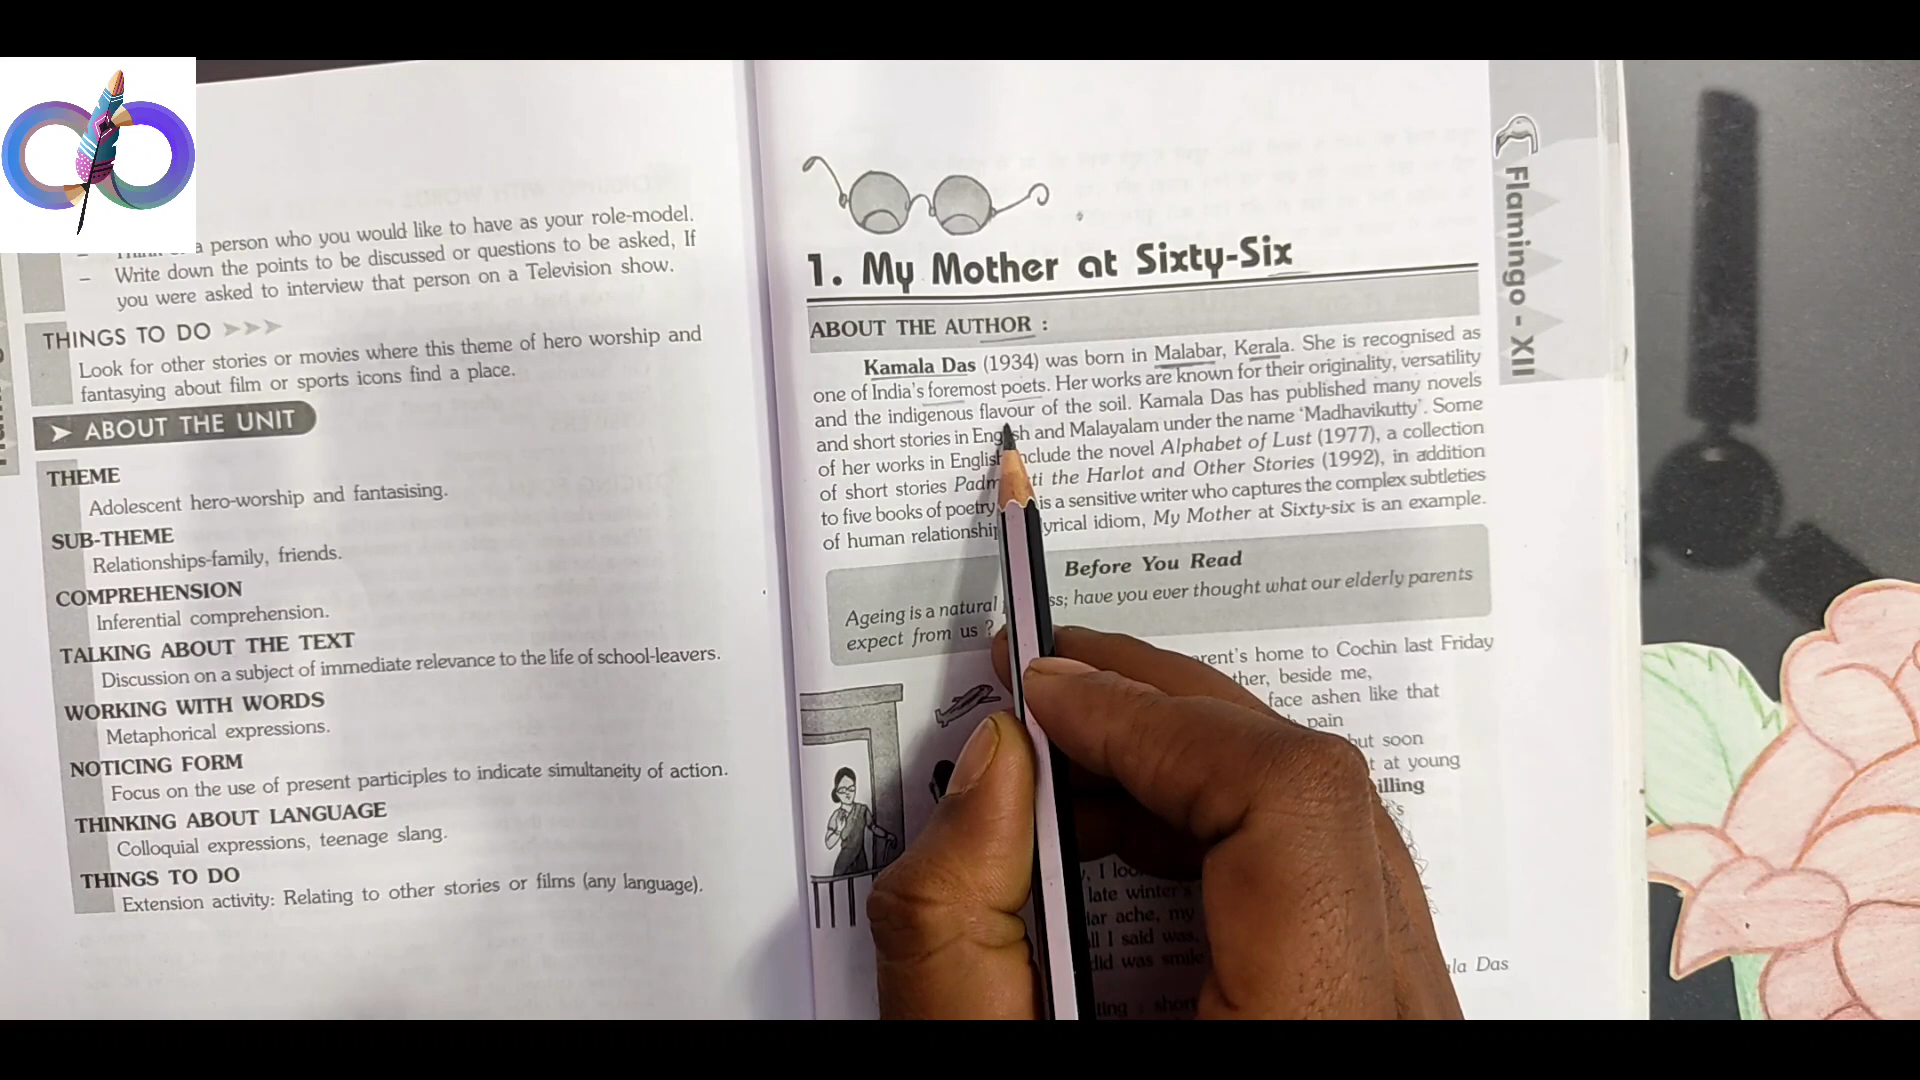 a person who you would like to have as your role-model.
– Write down the points to be discussed or questions to be asked, If
you were asked to interview that person on a Television show.
THINGS TO DO
Look for other stories or movies where this theme of hero worship and
fantasying about film or sports icons find a place.
ABOUT THE UNIT
THEME
Adolescent hero-worship and fantasising.
SUB-THEME
Relationships-family, friends.
COMPREHENSION
Inferential comprehension.
TALKING ABOUT THE TEXT
Discussion on a subject of immediate relevance to the life of school-leavers.
WORKING WITH WORDS
Metaphorical expressions.
NOTICING FORM
Focus on the use of present participles to indicate simultaneity of action.
THINKING ABOUT LANGUAGE
Colloquial expressions, teenage slang.
THINGS TO DO
Extension activity: Relating to other stories or films (any language).
1. My Mother at Sixty-Six
ABOUT THE AUTHOR :
Kamala Das (1934) was born in Malabar, Kerala. She is recognised as
one of India's foremost poets. Her works are known for their originality, versatility
and the indigenous flavour of the soil. Kamala Das has published many novels
and short stories in English and Malayalam under the name 'Madhavikutty'. Some
of her works in English include the novel Alphabet of Lust (1977), a collection
of short stories the Harlot and Other Stories (1992), in addition
to five books of poetry is a sensitive writer who captures the complex subtleties
of human relationship lyrical idiom, My Mother at Sixty-six is an example.
Before You Read
Ageing is a natural have you ever thought what our elderly parents
expect from us ?
home to Cochin last Friday
beside me,
face ashen like that
pain
but soon
at young
late winter's
ache, my
I said was,
did was smile
Das
Flamingo - XII